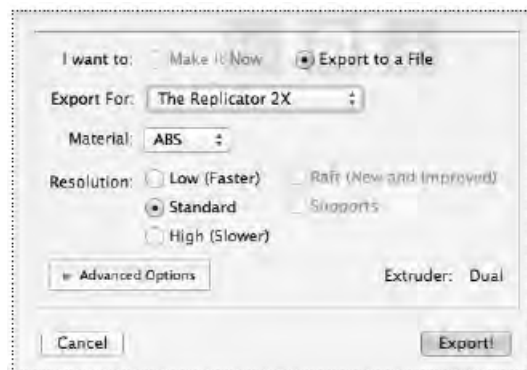 I want to: Make It Now Export to a File
Export For: The Replicator 2X
Material: ABS
Resolution: Low (Faster) Raft (New and Improved)
Standard Supports
High (Slower)
Advanced Options Extruder: Dual
Cancel Export!